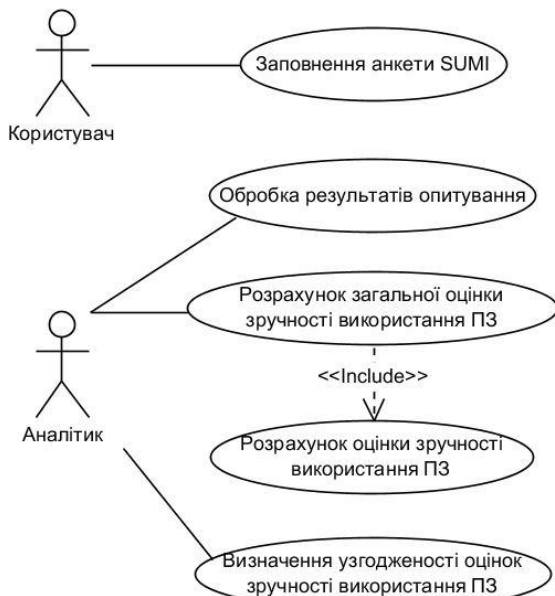 Заповнення анкети SUMI
Користувач
Обробка результатів опитування
Розрахунок загальної оцінки
зручності використання ПЗ
<<Include>>
Аналітик
Розрахунок оцінки зручності
використання ПЗ
Визначення узгодженості оцінок
зручності використання ПЗ